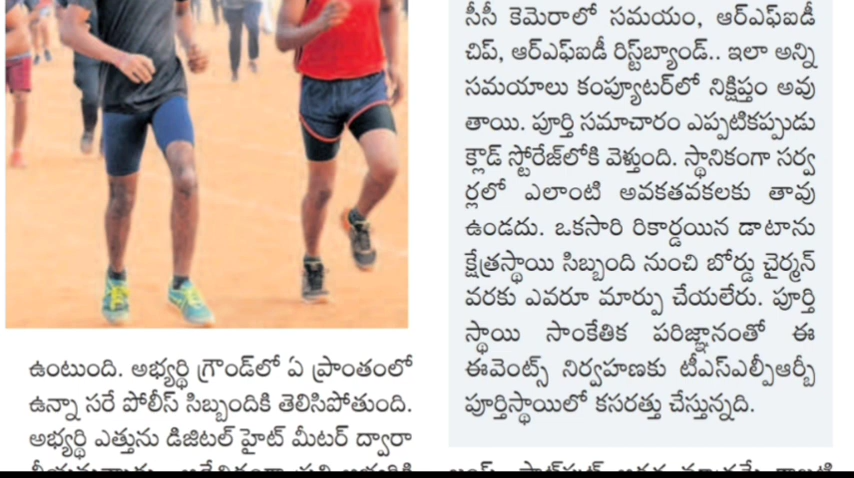 ఉంటుంది. అభ్యర్థి గ్రౌండ్‌లో ఏ ప్రాంతంలో
ఉన్నా సరే పోలీస్ సిబ్బందికి తెలిసిపోతుంది.
అభ్యర్థి ఎత్తును డిజిటల్ హైట్ మీటర్ ద్వారా
సీసీ కెమెరాలో సమయం, ఆర్ఎఫ్ఐడీ
చిప్, ఆర్ఎఫ్ఐడీ రిస్ట్‌బ్యాండ్.. ఇలా అన్ని
సమయాలు కంప్యూటర్‌లో నిక్షిప్తం అవు
తాయి. పూర్తి సమాచారం ఎప్పటికప్పుడు
క్లౌడ్ స్టోరేజ్‌లోకి వెళ్తుంది. స్థానికంగా సర్వ
ర్లలో ఎలాంటి అవకతవకలకు తావు
ఉండదు. ఒకసారి రికార్డయిన డాటాను
క్షేత్రస్థాయి సిబ్బంది నుంచి బోర్డు చైర్మన్
వరకు ఎవరూ మార్పు చేయలేరు. పూర్తి
స్థాయి సాంకేతిక పరిజ్ఞానంతో ఈ
ఈవెంట్స్ నిర్వహణకు టీఎస్ఎల్పీఆర్బీ
పూర్తిస్థాయిలో కసరత్తు చేస్తున్నది.